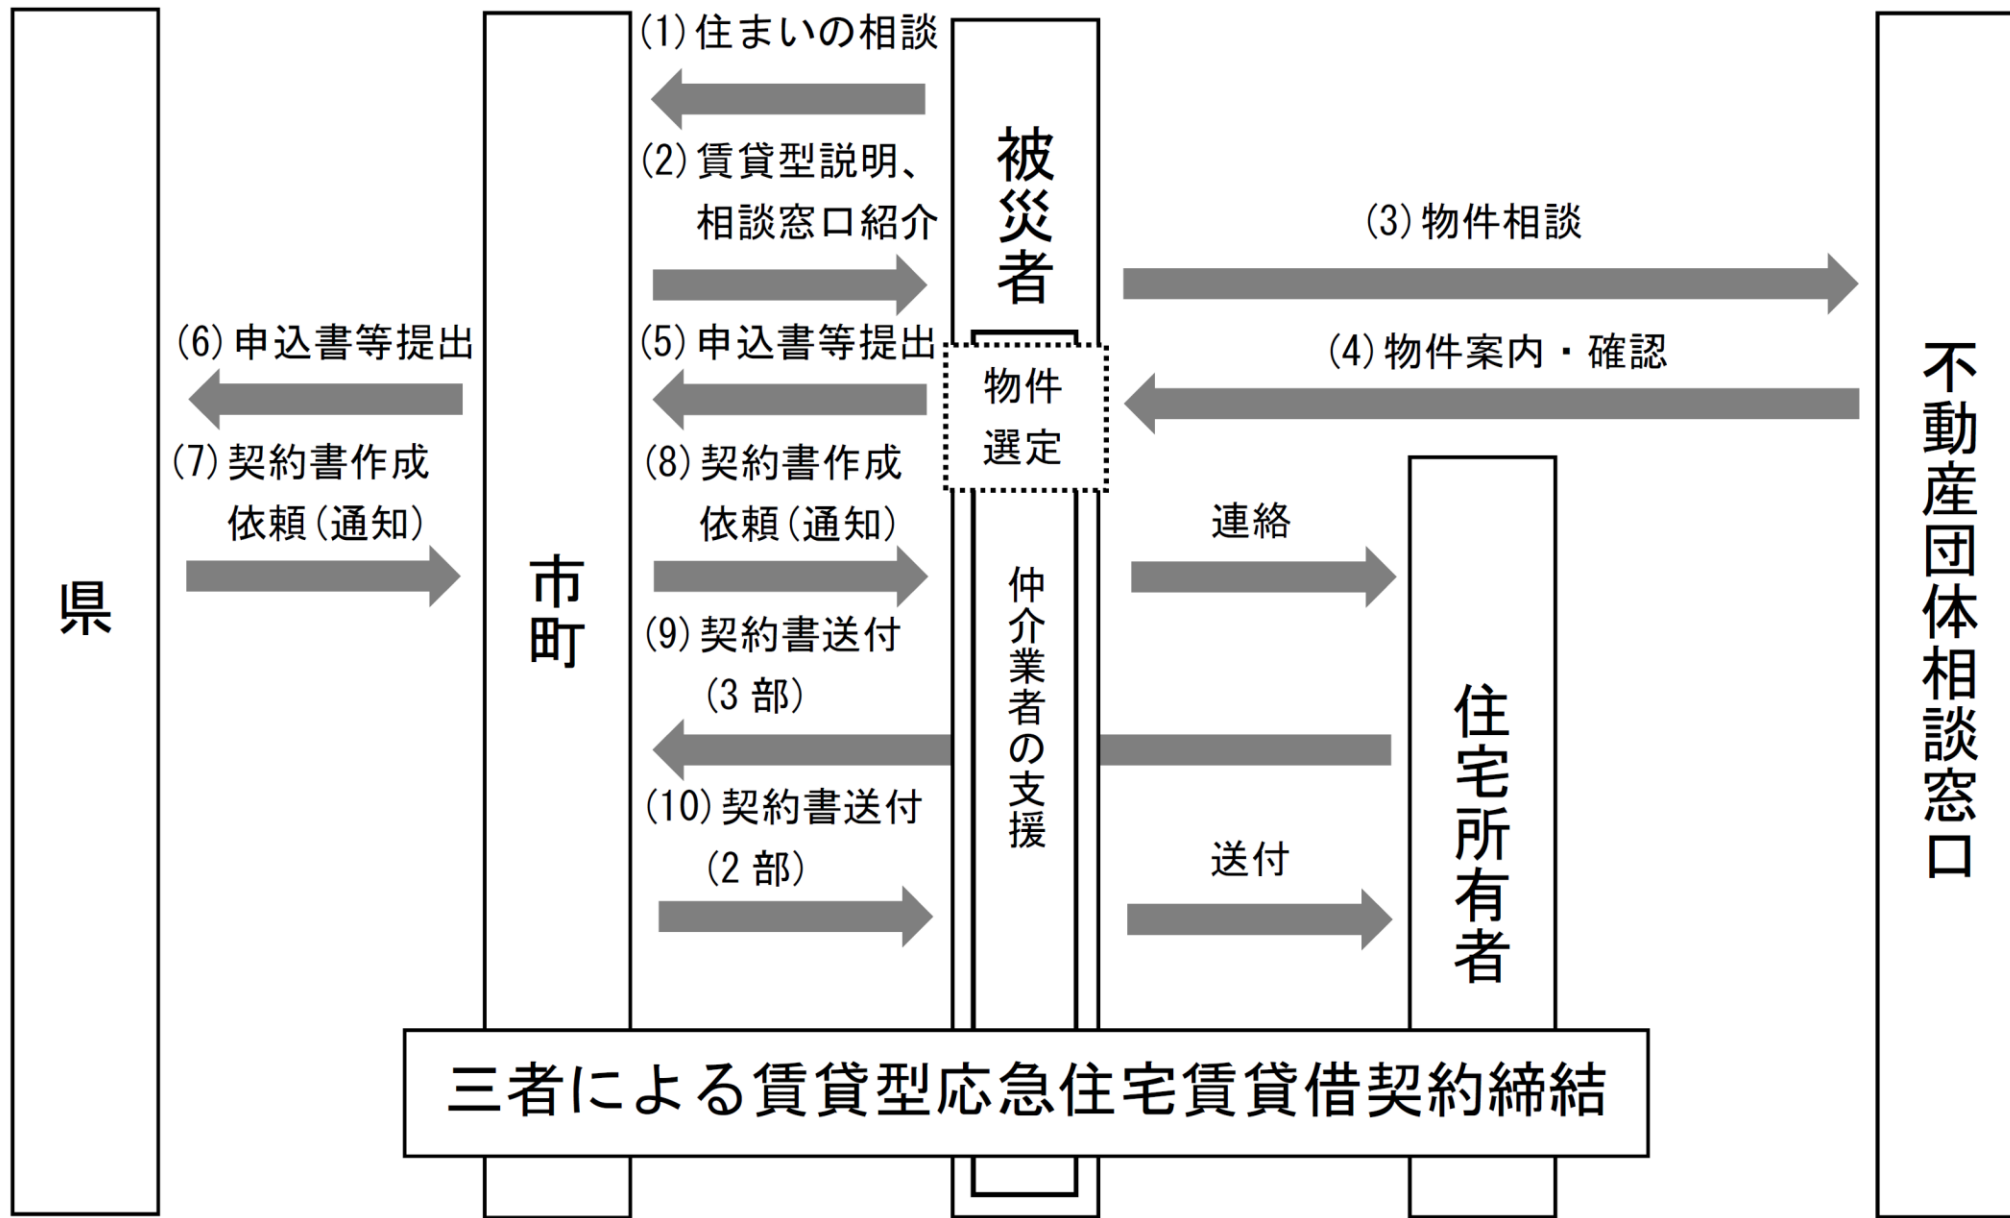 県
市町
被災者
住宅所有者
不動産団体相談窓口
(1)住まいの相談
(2)賃貸型説明、
相談窓口紹介
(3)物件相談
(4)物件案内・確認
物件
選定
(5)申込書等提出
(6)申込書等提出
(7)契約書作成
依頼(通知)
(8)契約書作成
依頼(通知)
連絡
仲介業者の支援
(9)契約書送付
(3 部)
(10)契約書送付
(2 部)
送付
三者による賃貸型応急住宅賃貸借契約締結